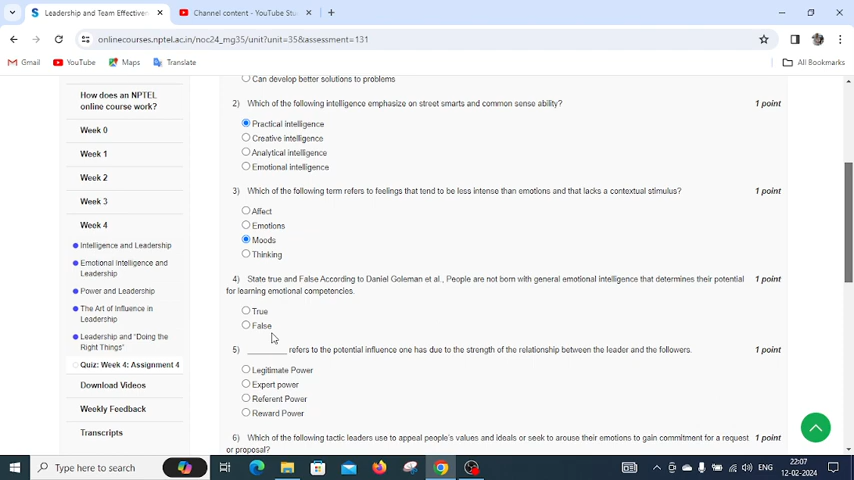 Leadership and Team Effective
Channel content - YouTube Stu
onlinecourses.nptel.ac.in/noc24_mg35/unit?unit=35&assessment=131
Gmail
YouTube
Maps
Translate
All Bookmarks
Can develop better solutions to problems
How does an NPTEL
online course work?
Week 0
Week 1
Week 2
Week 3
Week 4
Intelligence and Leadership
Emotional Intelligence and
Leadership
Power and Leadership
The Art of Influence in
Leadership
Leadership and “Doing the
Right Things”
Quiz: Week 4: Assignment 4
Download Videos
Weekly Feedback
Transcripts
2) Which of the following intelligence emphasize on street smarts and common sense ability? 1 point
Practical intelligence
Creative intelligence
Analytical intelligence
Emotional intelligence
3) Which of the following term refers to feelings that tend to be less intense than emotions and that lacks a contextual stimulus? 1 point
Affect
Emotions
Moods
Thinking
4) State true and False According to Daniel Goleman et al., People are not born with general emotional intelligence that determines their potential 1 point
for learning emotional competencies.
True
False
5) _________ refers to the potential influence one has due to the strength of the relationship between the leader and the followers. 1 point
Legitimate Power
Expert power
Referent Power
Reward Power
6) Which of the following tactic leaders use to appeal people's values and ideals or seek to arouse their emotions to gain commitment for a request 1 point
or proposal?
Type here to search
ENG
22:07
12-02-2024